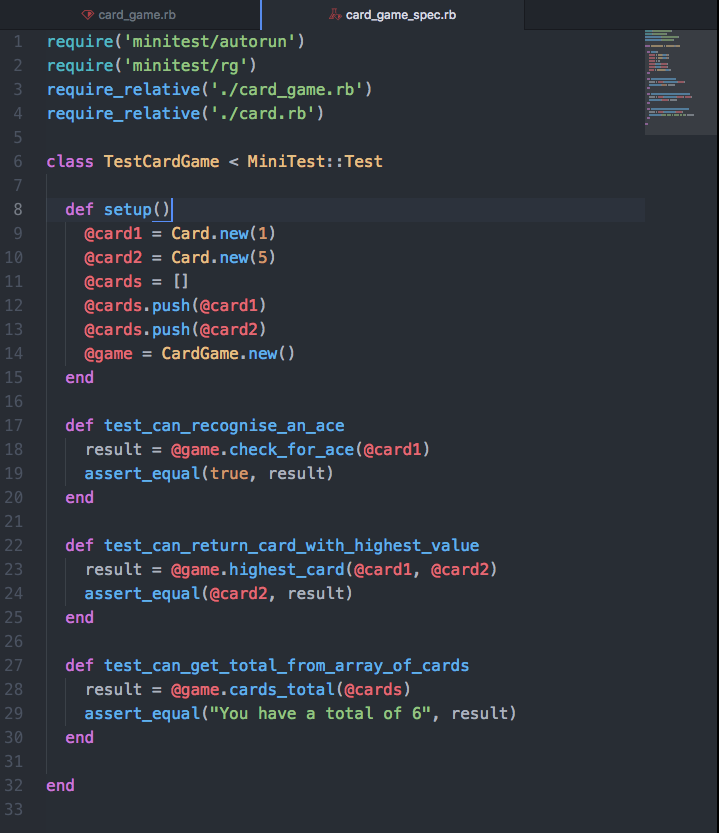 card_game.rb
card_game_spec.rb
1 require('minitest/autorun')
2 require('minitest/rg')
3 require_relative('./card_game.rb')
4 require_relative('./card.rb')
5
6 class TestCardGame < MiniTest::Test
7
8 def setup()
9 @card1 = Card.new(1)
10 @card2 = Card.new(5)
11 @cards = []
12 @cards.push(@card1)
13 @cards.push(@card2)
14 @game = CardGame.new()
15 end
16
17 def test_can_recognise_an_ace
18 result = @game.check_for_ace(@card1)
19 assert_equal(true, result)
20 end
21
22 def test_can_return_card_with_highest_value
23 result = @game.highest_card(@card1, @card2)
24 assert_equal(@card2, result)
25 end
26
27 def test_can_get_total_from_array_of_cards
28 result = @game.cards_total(@cards)
29 assert_equal("You have a total of 6", result)
30 end
31
32 end
33